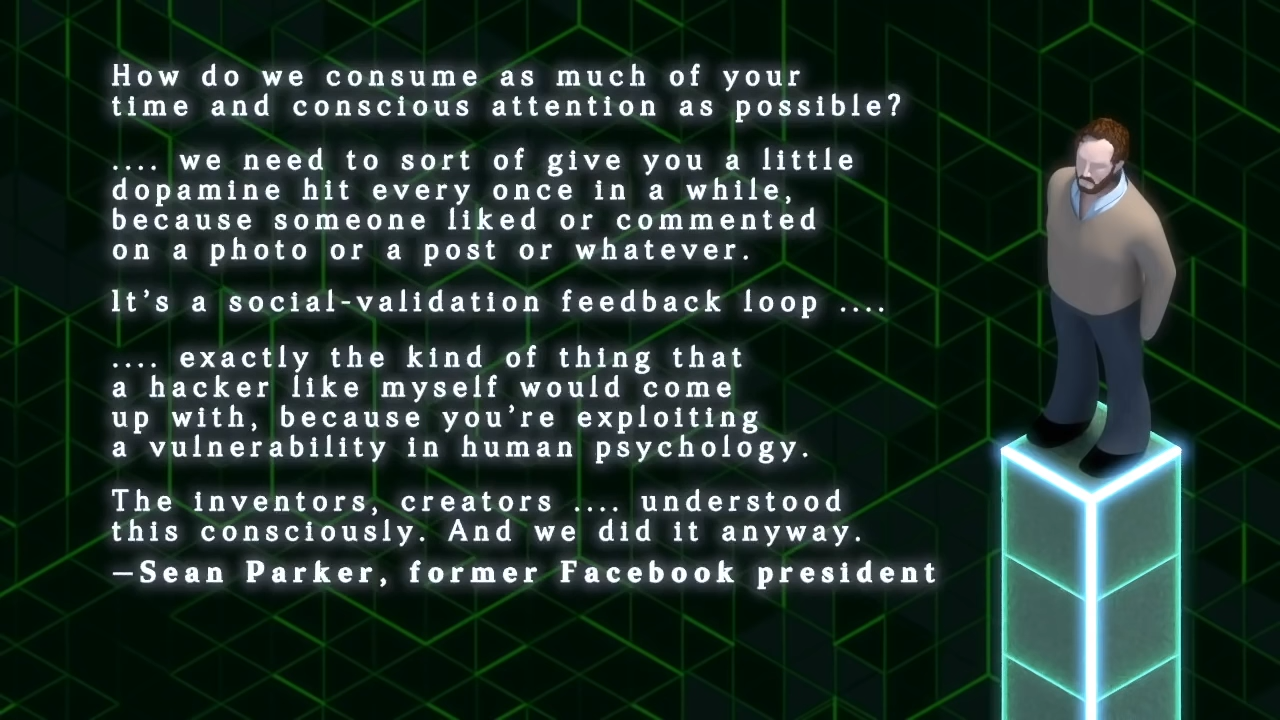 How do we consume as much of your
time and conscious attention as possible?
.... we need to sort of give you a little
dopamine hit every once in a while,
because someone liked or commented
on a photo or a post or whatever.
It’s a social-validation feedback loop ....
.... exactly the kind of thing that
a hacker like myself would come
up with, because you’re exploiting
a vulnerability in human psychology.
The inventors, creators .... understood
this consciously. And we did it anyway.
—Sean Parker, former Facebook president